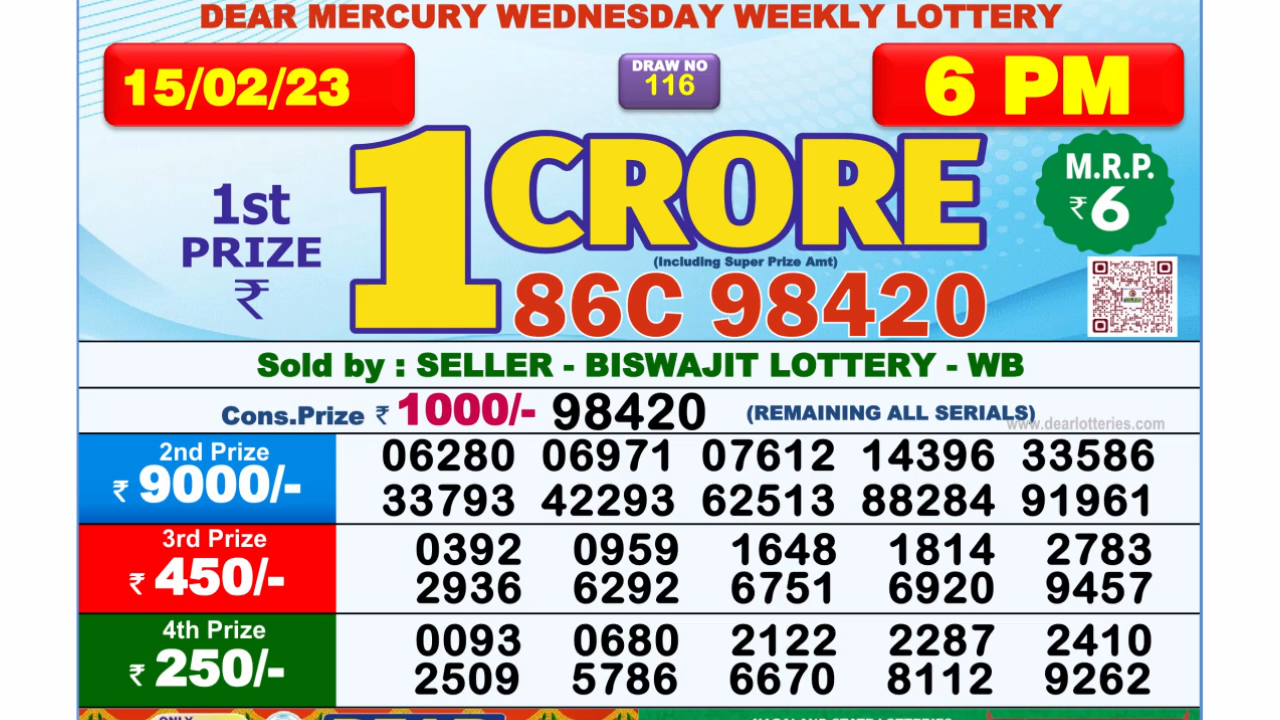 DEAR MERCURY WEDNESDAY WEEKLY LOTTERY
15/02/23
DRAW NO
116
6 PM
1st
PRIZE
₹
1 CRORE
(Including Super Prize Amt)
86C 98420
M.R.P.
₹6
Sold by : SELLER - BISWAJIT LOTTERY - WB
Cons.Prize ₹ 1000/- 98420 (REMAINING ALL SERIALS)
www.dearlotteries.com
2nd Prize
₹ 9000/-
06280 06971 07612 14396 33586
33793 42293 62513 88284 91961
3rd Prize
₹ 450/-
0392 0959 1648 1814 2783
2936 6292 6751 6920 9457
4th Prize
₹ 250/-
0093 0680 2122 2287 2410
2509 5786 6670 8112 9262